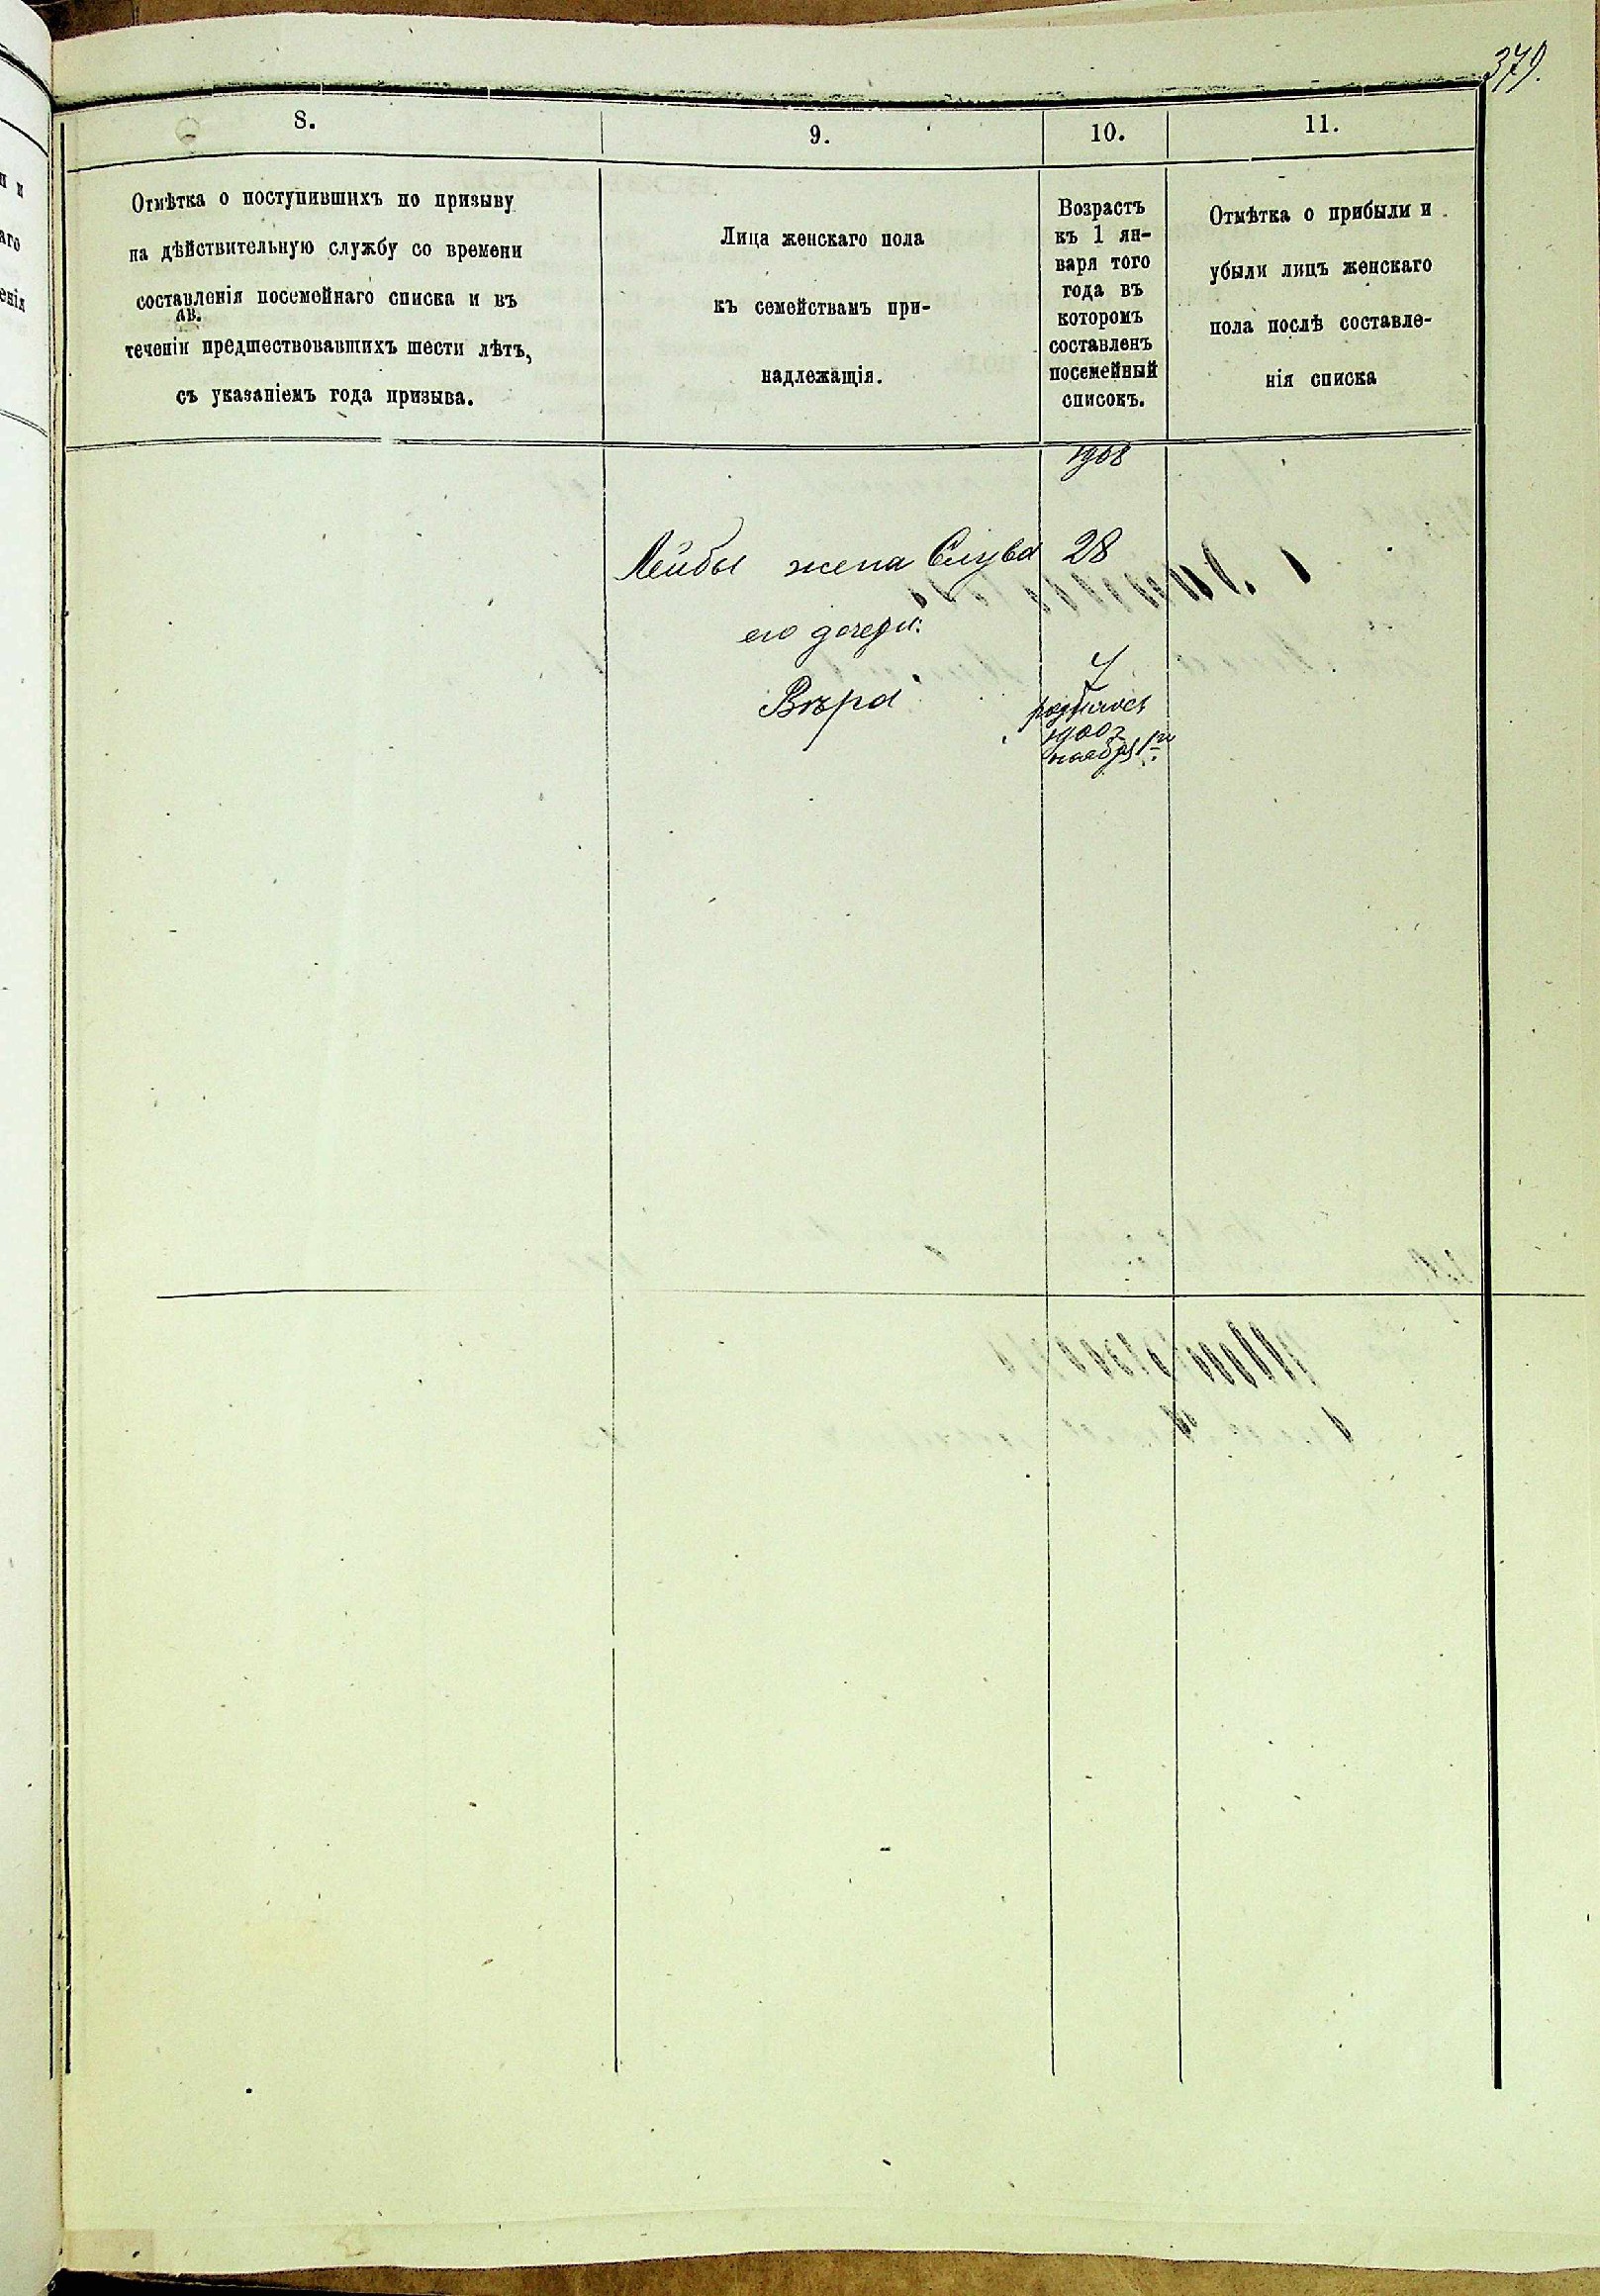 379.
8.
9.
10.
11.
Отмѣтка о поступившихъ по призыву
на дѣйствительную службу со времени
составленія посемейнаго списка и въ
ав.
теченіи предшествовавшихъ шести лѣтъ,
съ указаніемъ года призыва.
Лица женскаго пола
къ семействамъ при-
надлежащія.
Возрастъ
къ 1 ян-
варя того
года въ
которомъ
составленъ
посемейный
списокъ.
Отмѣтка о прибыли и
убыли лицъ женскаго
пола послѣ составле-
нія списка
1908
Лейбы жена Слува 28
его дочери:
Вѣра 7
родилась
1900 г
ноября 1го